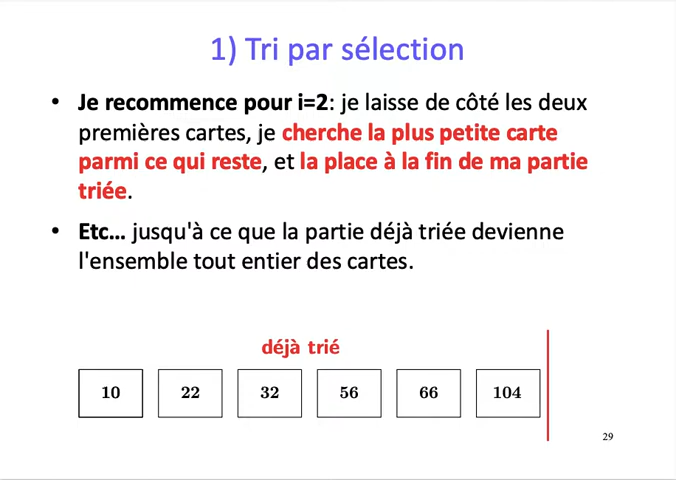 1) Tri par sélection
• Je recommence pour i=2: je laisse de côté les deux
premières cartes, je cherche la plus petite carte
parmi ce qui reste, et la place à la fin de ma partie
triée.
• Etc... jusqu'à ce que la partie déjà triée devienne
l'ensemble tout entier des cartes.
déjà trié
10 22 32 56 66 104
29